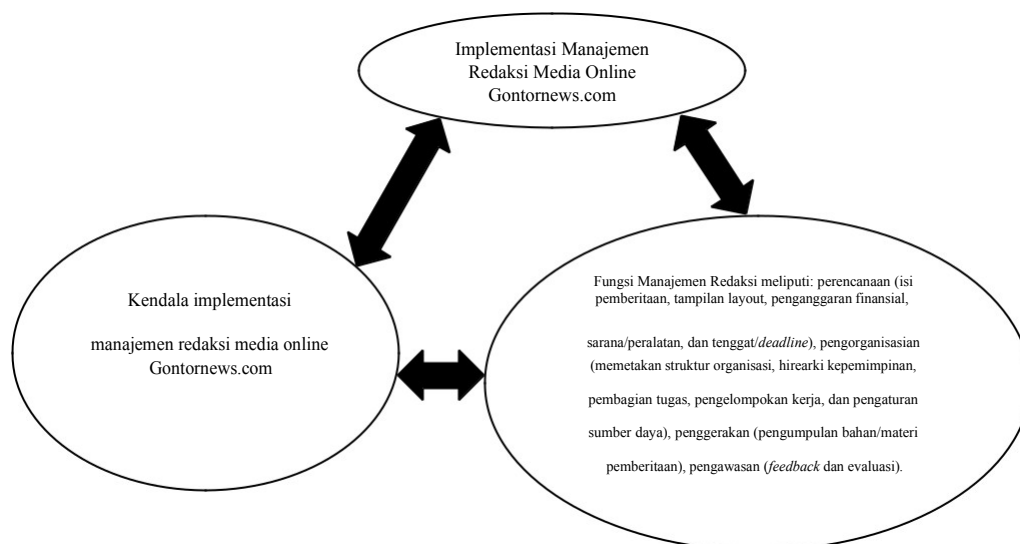 Implementasi Manajemen
Redaksi Media Online
Gontornews.com
Kendala implementasi
manajemen redaksi media online
Gontornews.com
Fungsi Manajemen Redaksi meliputi: perencanaan (isi
pemberitaan, tampilan layout, penganggaran finansial,
sarana/peralatan, dan tenggat/deadline), pengorganisasian
(memetakan struktur organisasi, hirearki kepemimpinan,
pembagian tugas, pengelompokan kerja, dan pengaturan
sumber daya), penggerakan (pengumpulan bahan/materi
pemberitaan), pengawasan (feedback dan evaluasi).